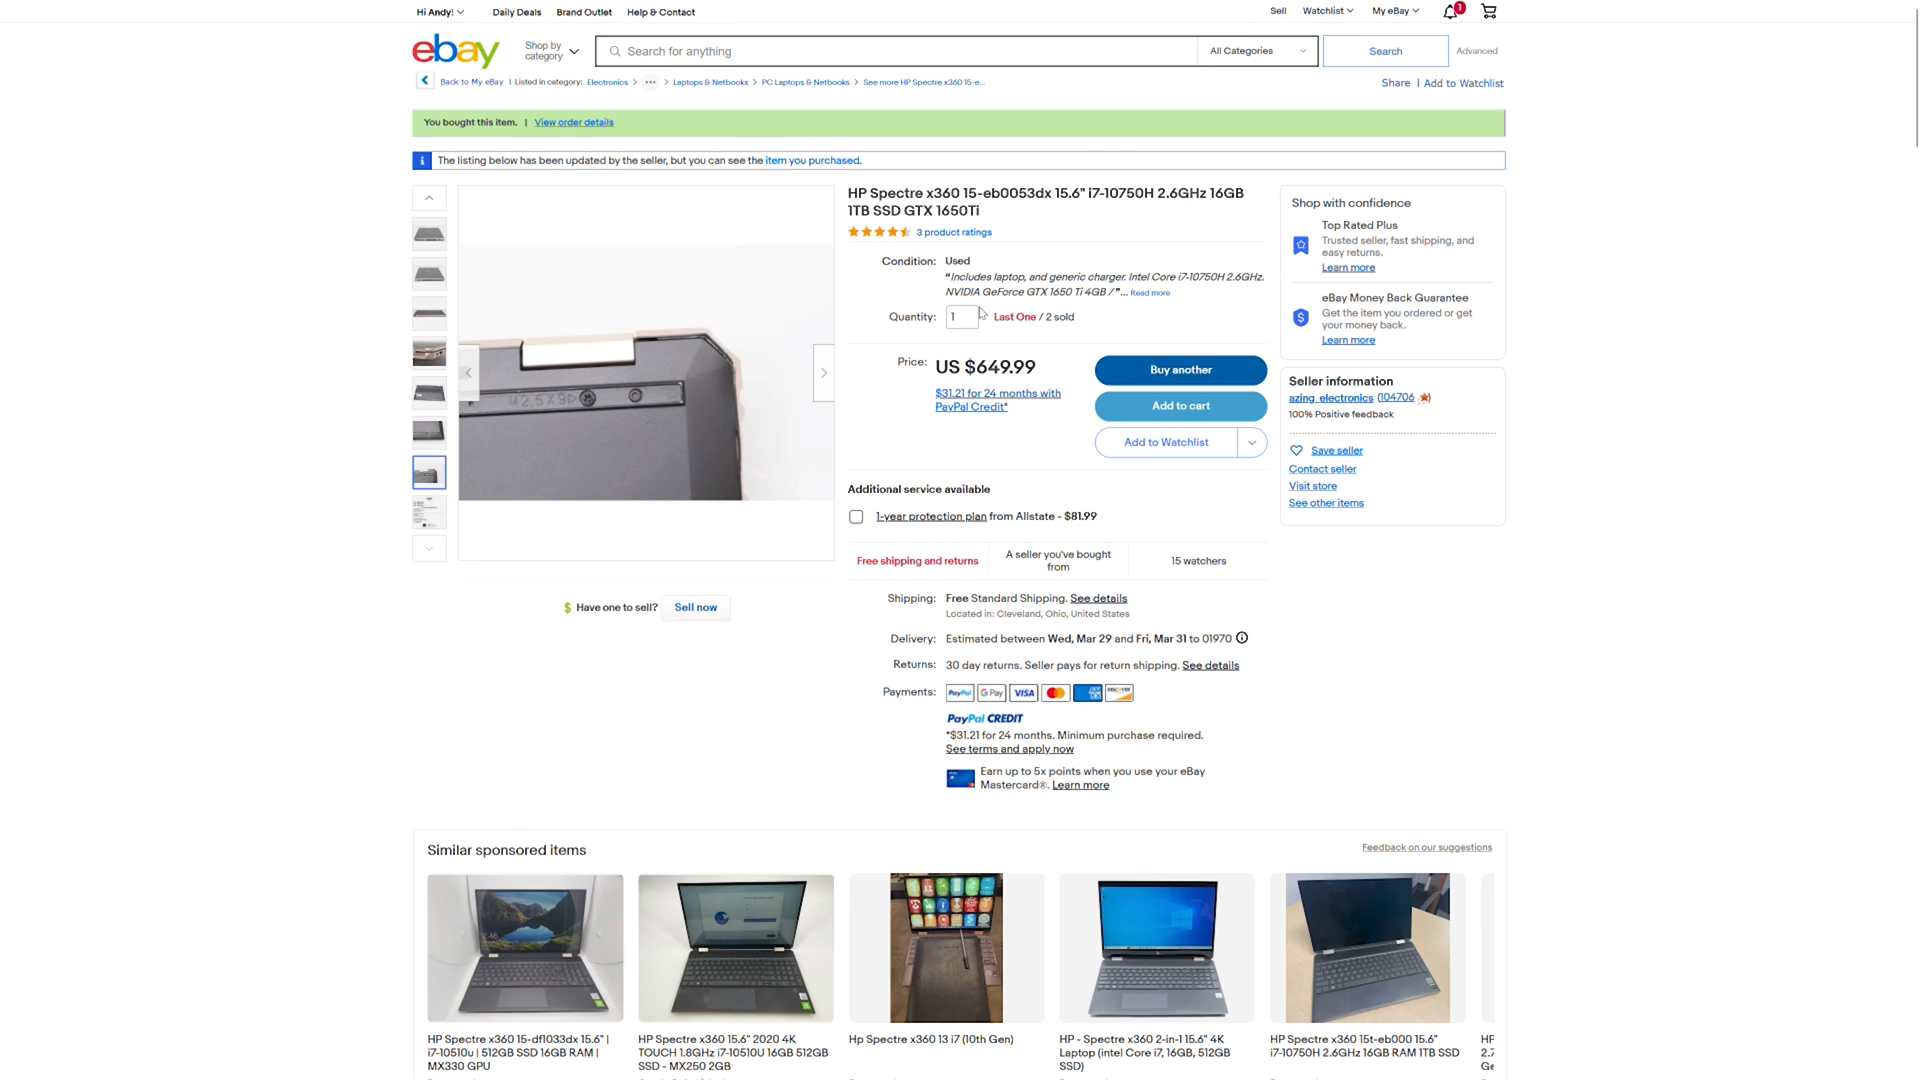 Hi Andy!
Daily Deals
Brand Outlet
Help & Contact
Sell
Watchlist
My eBay
1
ebay
Shop by
category
Search for anything
All Categories
Search
Advanced
Back to My eBay | Listed in category: Electronics > ••• > Laptops & Netbooks > PC Laptops & Netbooks > See more HP Spectre x360 15-e...
Share | Add to Watchlist
You bought this item. | View order details
i The listing below has been updated by the seller, but you can see the item you purchased.
M2.5X9
HP Spectre x360 15-eb0053dx 15.6" i7-10750H 2.6GHz 16GB
1TB SSD GTX 1650Ti
3 product ratings
Condition: Used
“Includes laptop, and generic charger. Intel Core i7-10750H 2.6GHz.
NVIDIA GeForce GTX 1650 Ti 4GB /”... Read more
Quantity: 1 Last One / 2 sold
Price: US $649.99
$31.21 for 24 months with
PayPal Credit*
Buy another
Add to cart
Add to Watchlist
Additional service available
1-year protection plan from Allstate - $81.99
Free shipping and returns
A seller you've bought
from
15 watchers
Shipping: Free Standard Shipping. See details
Located in: Cleveland, Ohio, United States
Delivery: Estimated between Wed, Mar 29 and Fri, Mar 31 to 01970
Returns: 30 day returns. Seller pays for return shipping. See details
Payments: PayPal G Pay VISA DISCOVER
PayPal CREDIT
*$31.21 for 24 months. Minimum purchase required.
See terms and apply now
Earn up to 5x points when you use your eBay
Mastercard®. Learn more
$ Have one to sell? Sell now
Shop with confidence
Top Rated Plus
Trusted seller, fast shipping, and
easy returns.
Learn more
eBay Money Back Guarantee
Get the item you ordered or get
your money back.
Learn more
Seller information
azing_electronics (104706)
100% Positive feedback
Save seller
Contact seller
Visit store
See other items
Similar sponsored items
Feedback on our suggestions
HP Spectre x360 15-df1033dx 15.6" |
i7-10510u | 512GB SSD 16GB RAM |
MX330 GPU
HP Spectre x360 15.6" 2020 4K
TOUCH 1.8GHz i7-10510U 16GB 512GB
SSD - MX250 2GB
Hp Spectre x360 13 i7 (10th Gen)
HP - Spectre x360 2-in-1 15.6" 4K
Laptop (intel Core i7, 16GB, 512GB
SSD)
HP Spectre x360 15t-eb000 15.6"
i7-10750H 2.6GHz 16GB RAM 1TB SSD
HP
2.7
Ge